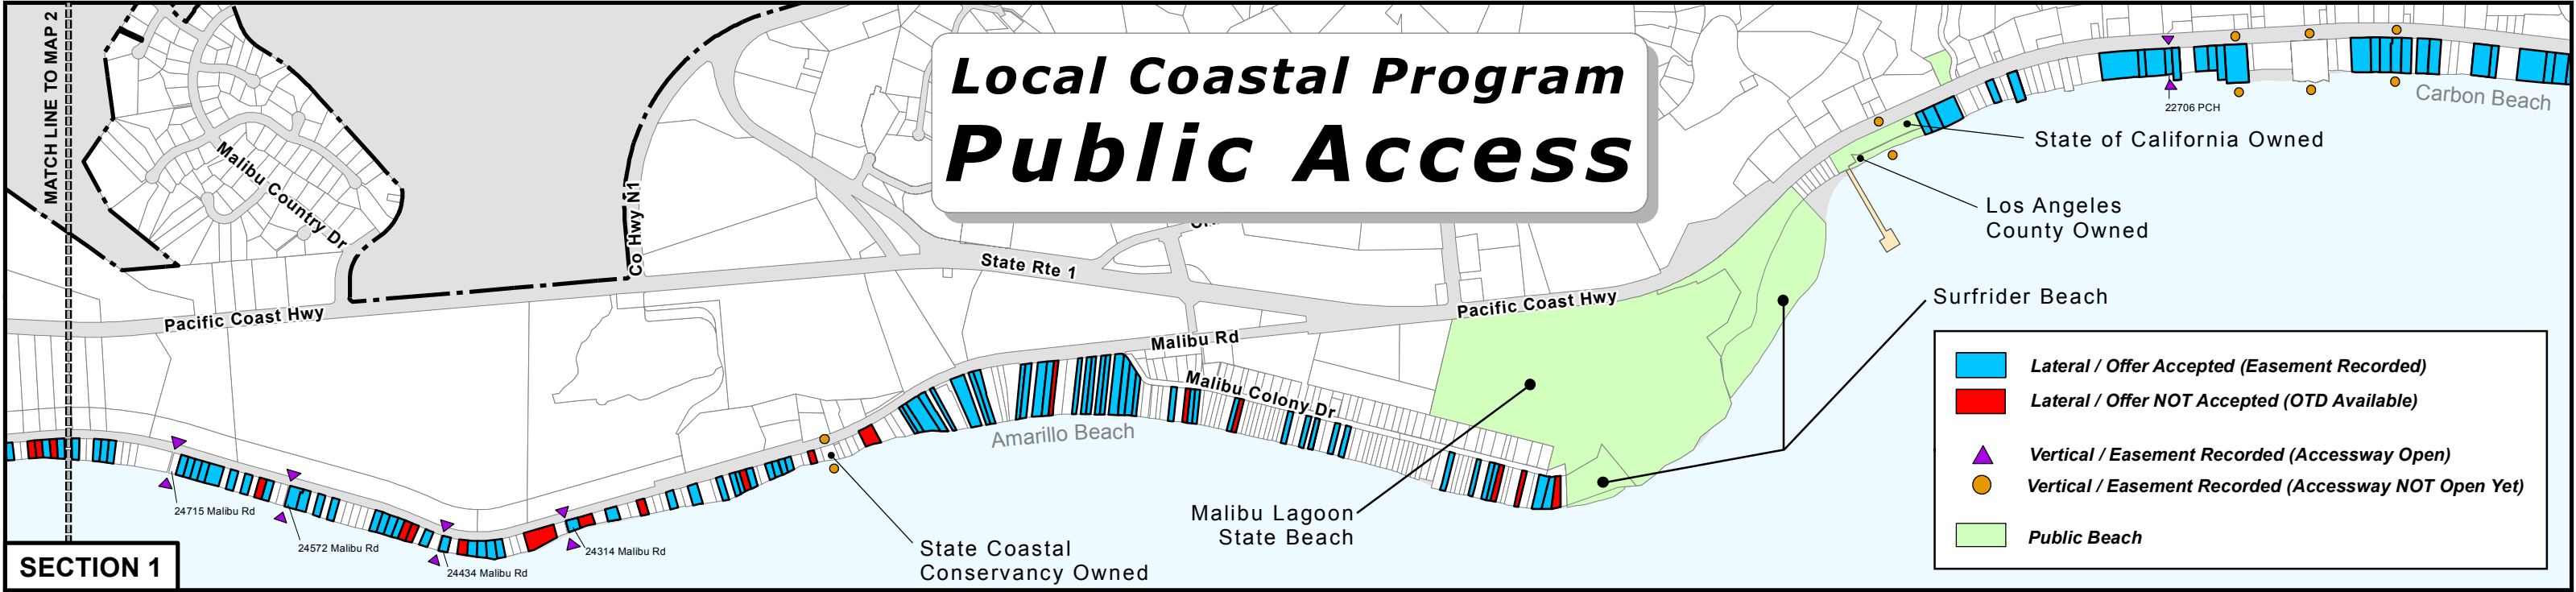 MATCH LINE TO MAP 2
Local Coastal Program
Public Access
Malibu Country Dr
Co Hwy N1
State Rte 1
Pacific Coast Hwy
Pacific Coast Hwy
Malibu Rd
Malibu Colony Dr
Amarillo Beach
Carbon Beach
22706 PCH
State of California Owned
Los Angeles
County Owned
Surfrider Beach
Lateral / Offer Accepted (Easement Recorded)
Lateral / Offer NOT Accepted (OTD Available)
Vertical / Easement Recorded (Accessway Open)
Vertical / Easement Recorded (Accessway NOT Open Yet)
Public Beach
24715 Malibu Rd
24572 Malibu Rd
24434 Malibu Rd
24314 Malibu Rd
State Coastal
Conservancy Owned
Malibu Lagoon
State Beach
SECTION 1